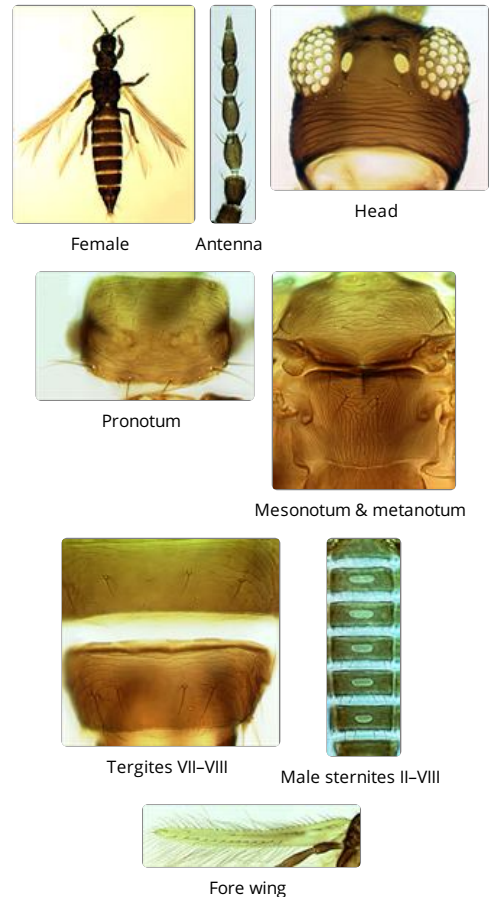 Female
Antenna
Head
Pronotum
Mesonotum & metanotum
Tergites VII–VIII
Male sternites II–VIII
Fore wing